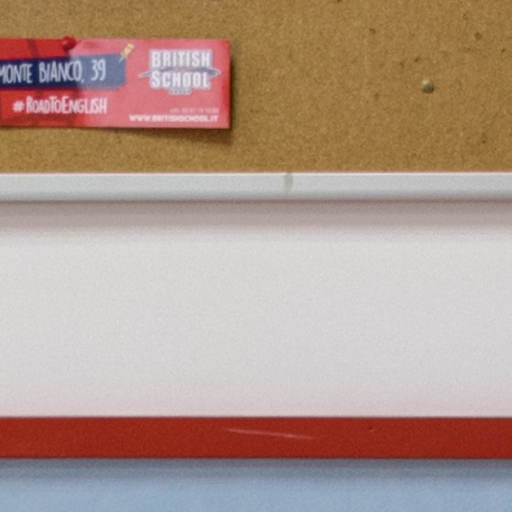 MONTE BIANCO, 39
#ROADTOENGLISH
BRITISH
SCHOOL
WWW.BRITISHSCHOOL.IT